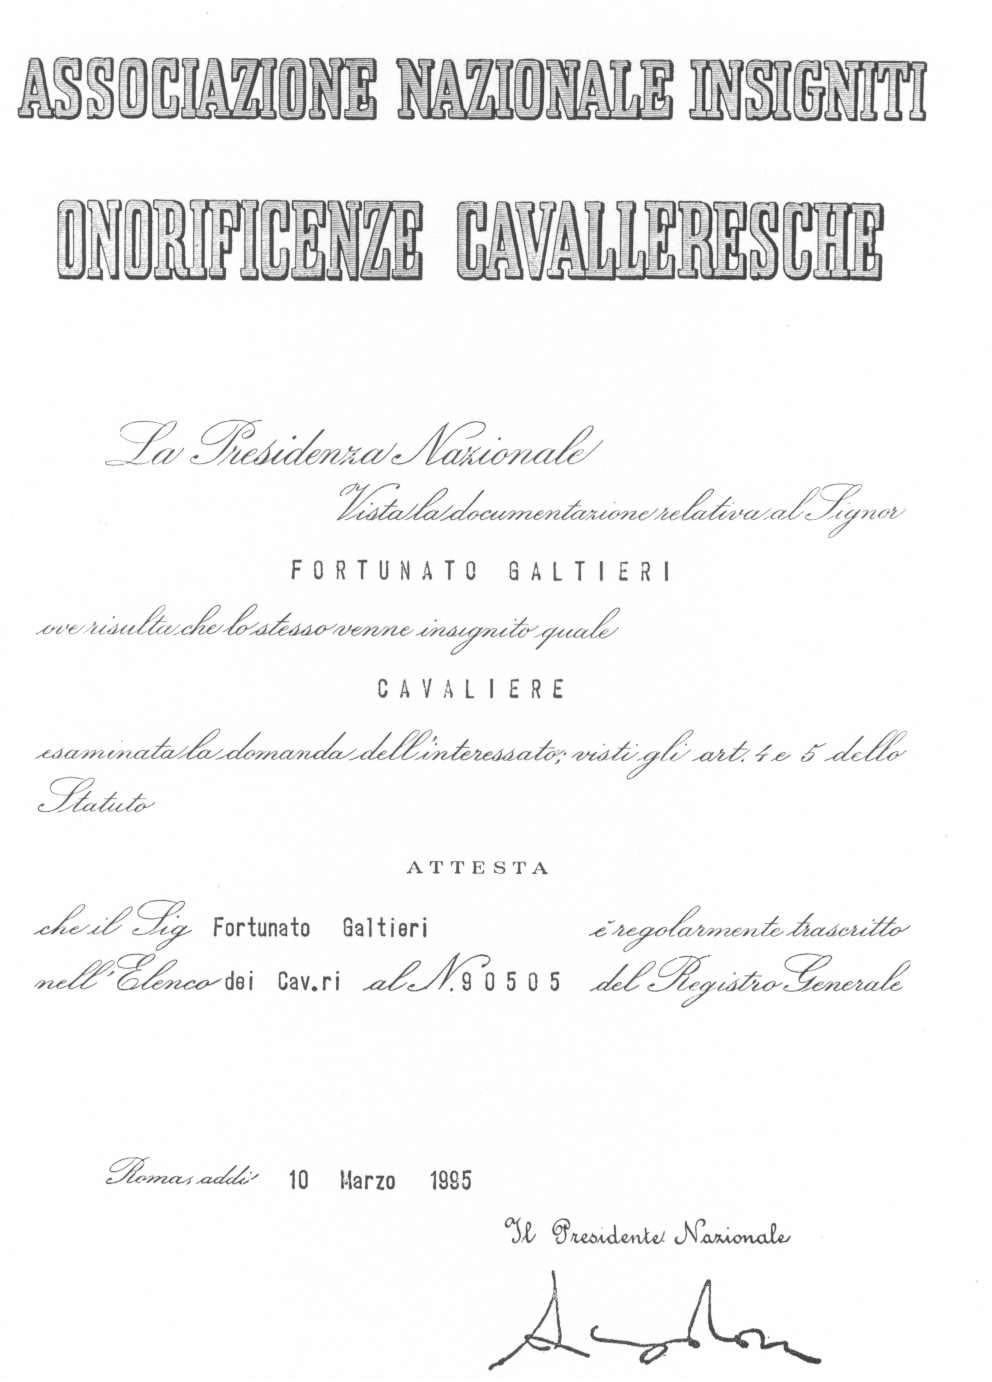 ASSOCIAZIONE NAZIONALE INSIGNITI
ONORIFICENZE CAVALLERESCHE
La Presidenza Nazionale
Vista la documentazione relativa al Signor
FORTUNATO GALTIERI
ove risulta che lo stesso venne insignito quale
CAVALIERE
esaminata la domanda dell'interessato; visti gli art. 4 e 5 dello
Statuto
ATTESTA
che il Sig Fortunato Galtieri è regolarmente trascritto
nell'Elenco dei Cav.ri al N. 90505 del Registro Generale
Roma, addì 10 Marzo 1995
Il Presidente Nazionale